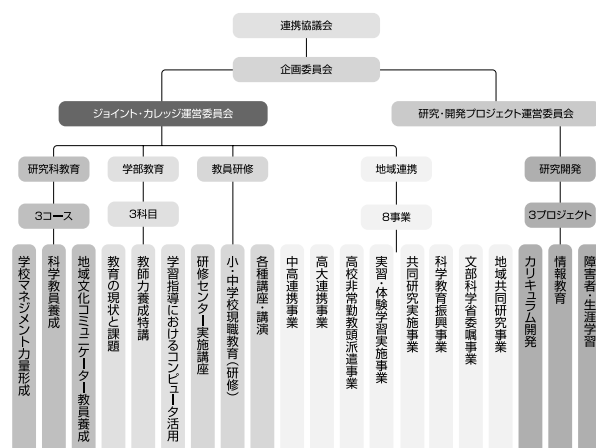 連携協議会
企画委員会
ジョイント・カレッジ運営委員会
研究・開発プロジェクト運営委員会
研究科教育
学部教育
教員研修
地域連携
研究開発
3コース
3科目
8事業
3プロジェクト
学校マネジメント力量形成
科学教員養成
地域文化コミュニケーター教員養成
教育の現状と課題
教師力養成特講
学習指導におけるコンピュータ活用
研修センター実施講座
小・中学校現職教育(研修)
各種講座・講演
中高連携事業
高大連携事業
高校非常勤教頭派遣事業
実習・体験学習実施事業
共同研究実施事業
科学教育振興事業
文部科学省委嘱事業
地域共同研究事業
カリキュラム開発
情報教育
障害者・生涯学習